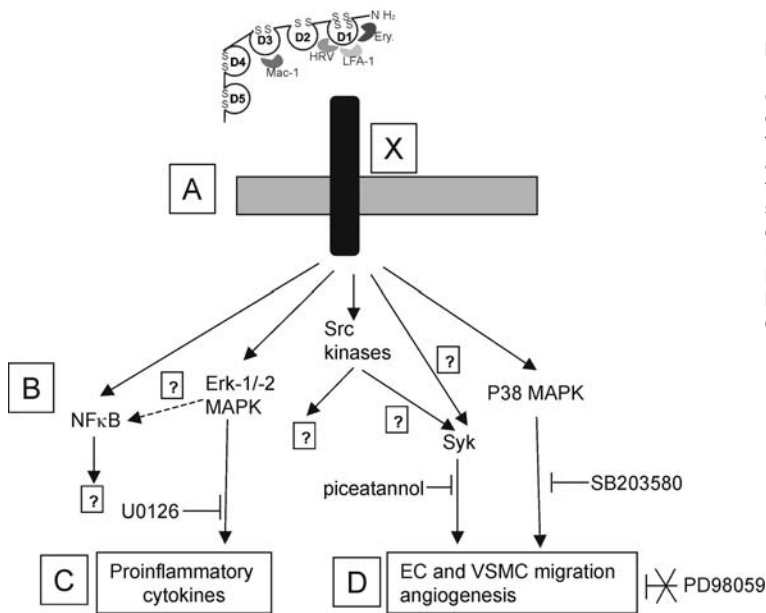 N H₂
S S
S S
S S
D3
D2
D1
Ery.
HRV
LFA-1
Mac-1
S
S
D4
S
S
D5
X
A
Src
kinases
B
?
Erk-1/-2
MAPK
?
P38 MAPK
NFκB
?
?
Syk
?
U0126
piceatannol
SB203580
C
Proinflammatory
cytokines
D
EC and VSMC migration
angiogenesis
PD98059